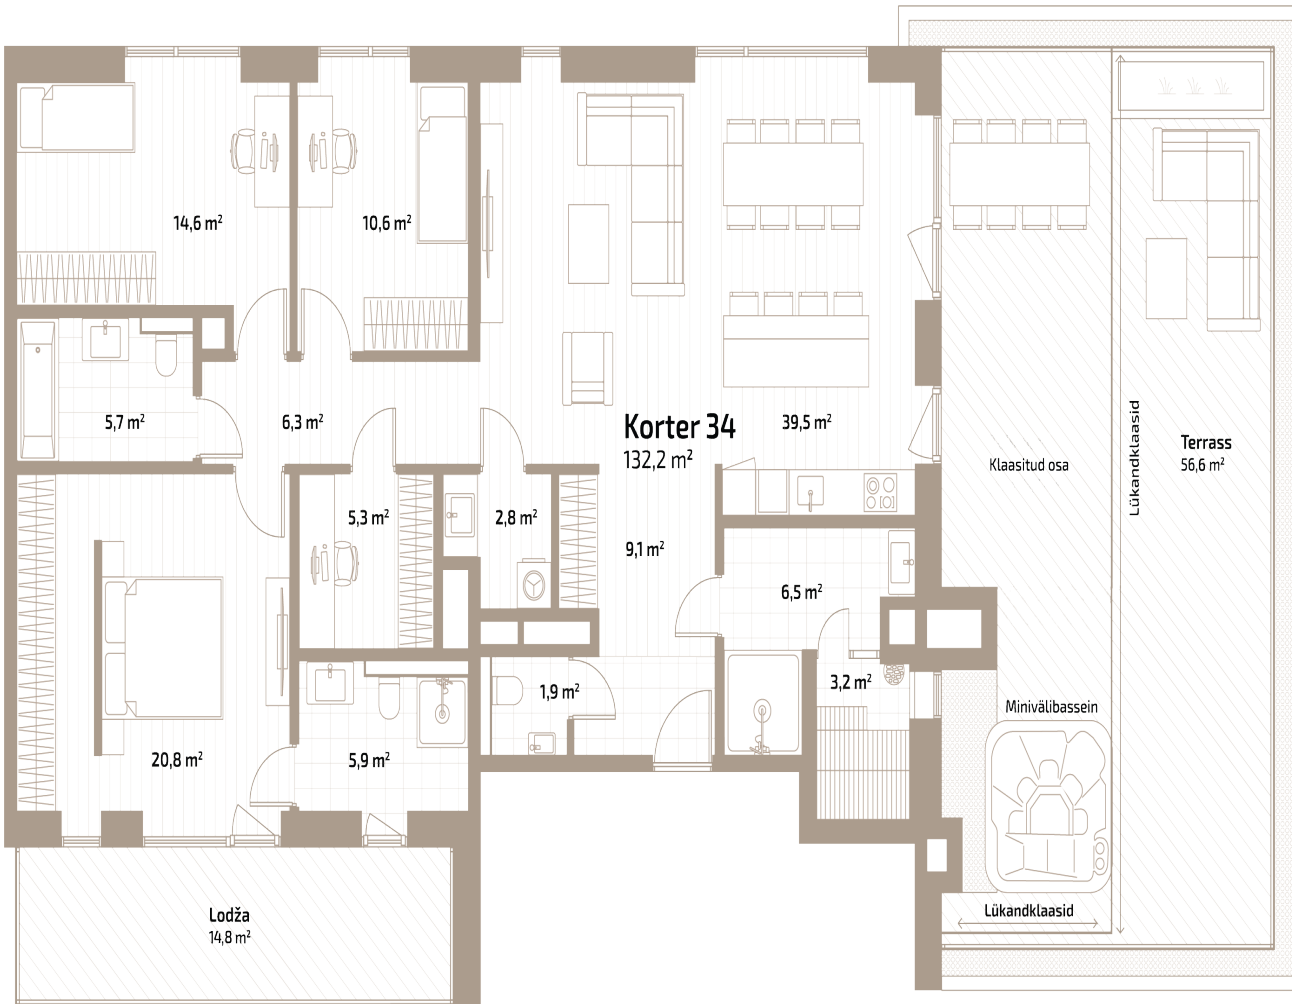 14,6 m²
10,6 m²
5,7 m²
6,3 m²
Korter 34
132,2 m²
39,5 m²
Klaasitud osa
Lükandklaasid
Terrass
56,6 m²
5,3 m²
2,8 m²
9,1 m²
6,5 m²
1,9 m²
3,2 m²
Minivälibassein
20,8 m²
5,9 m²
Lodža
14,8 m²
Lükandklaasid